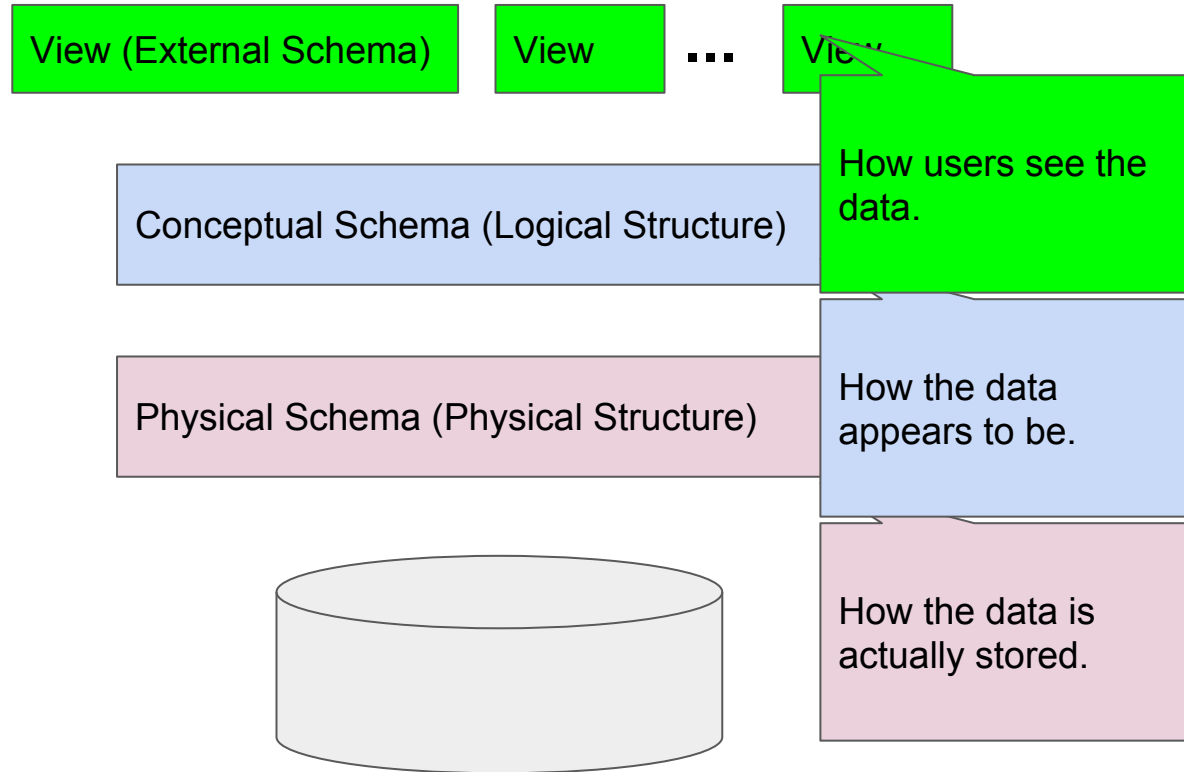 View (External Schema)
View
...
View
How users see the
data.
Conceptual Schema (Logical Structure)
How the data
appears to be.
Physical Schema (Physical Structure)
How the data is
actually stored.